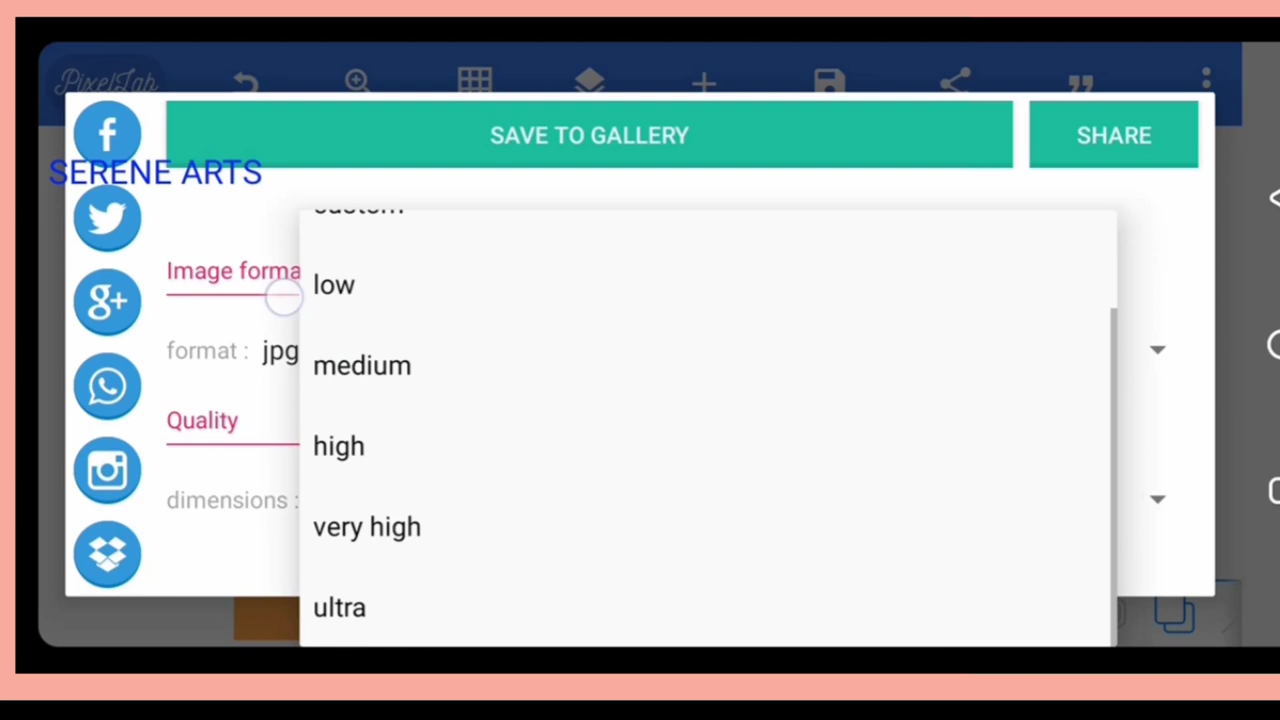 PixelLab
SAVE TO GALLERY
SHARE
SERENE ARTS
custom
Image forma
low
format : jpg
medium
Quality
high
dimensions :
very high
ultra